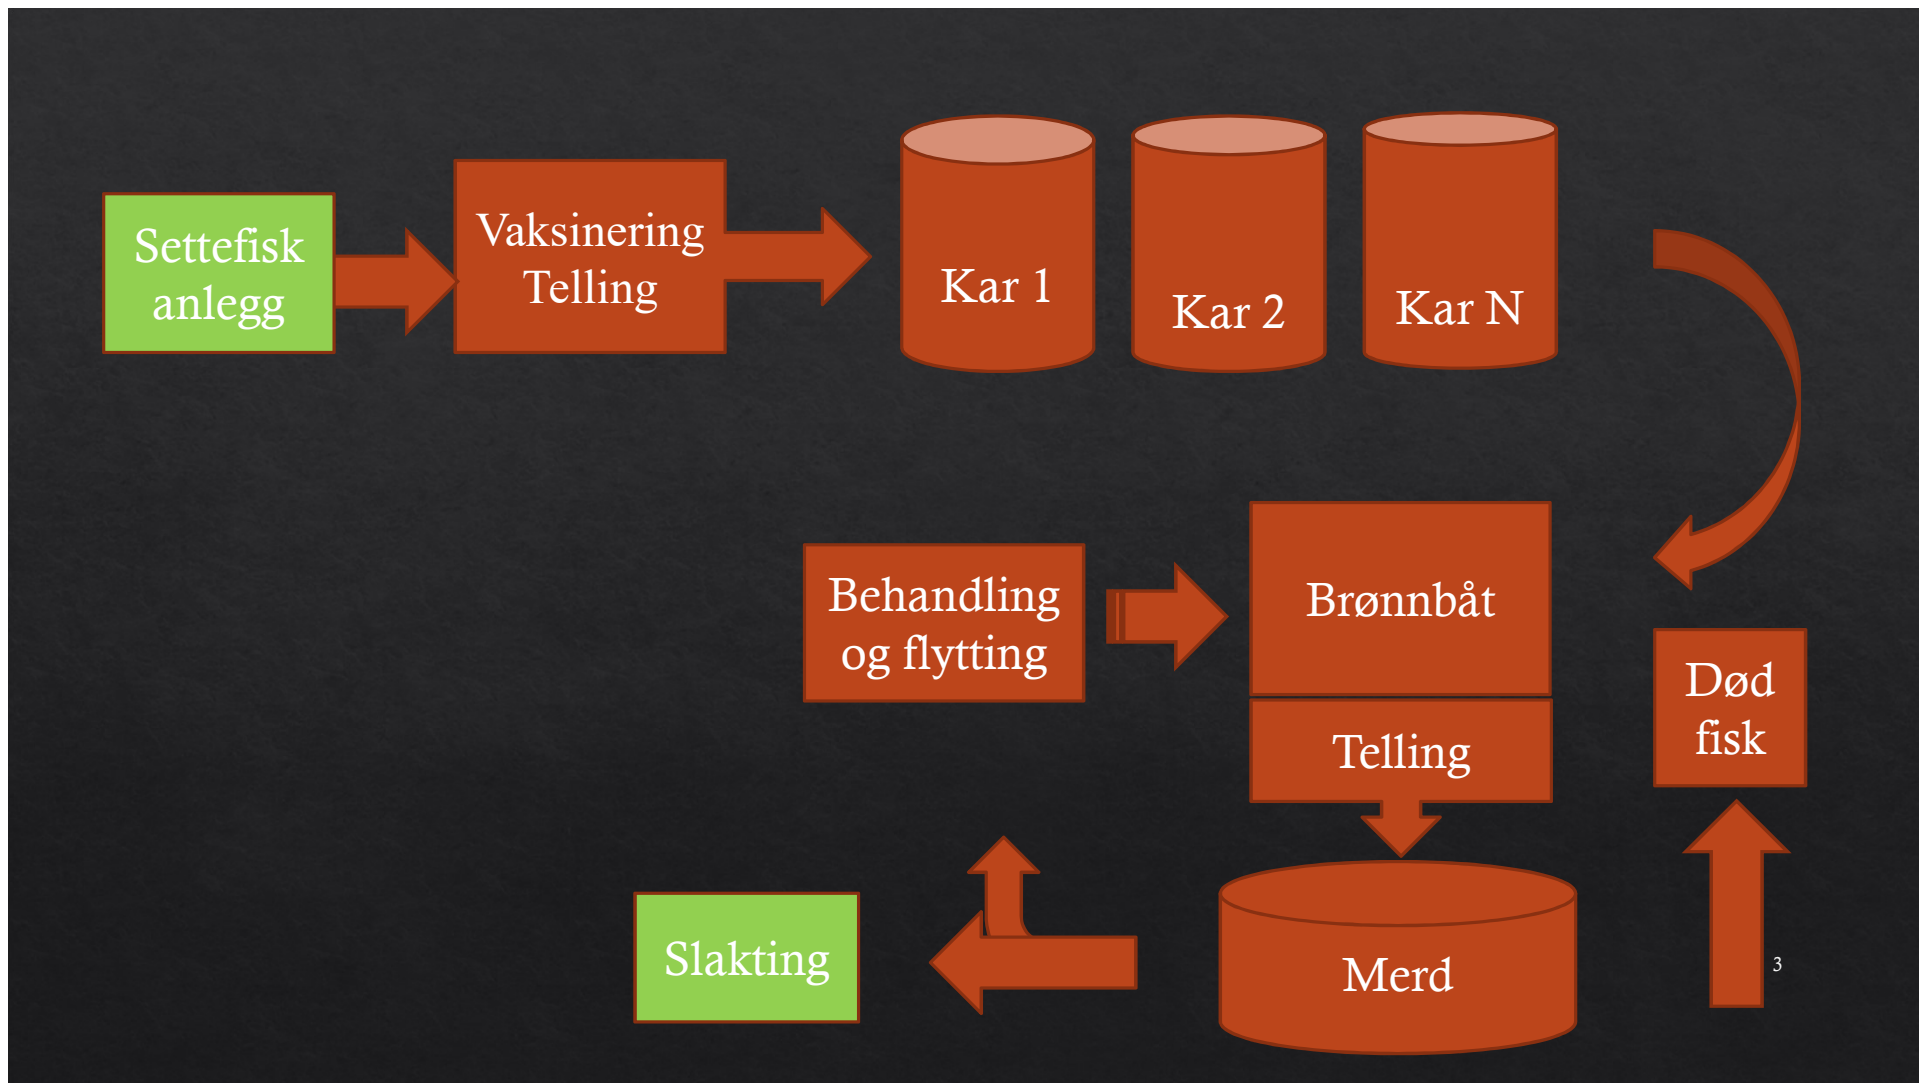 Settefisk
anlegg
Vaksinering
Telling
Kar 1
Kar 2
Kar N
Behandling
og flytting
Brønnbåt
Telling
Død
fisk
Slakting
Merd
3